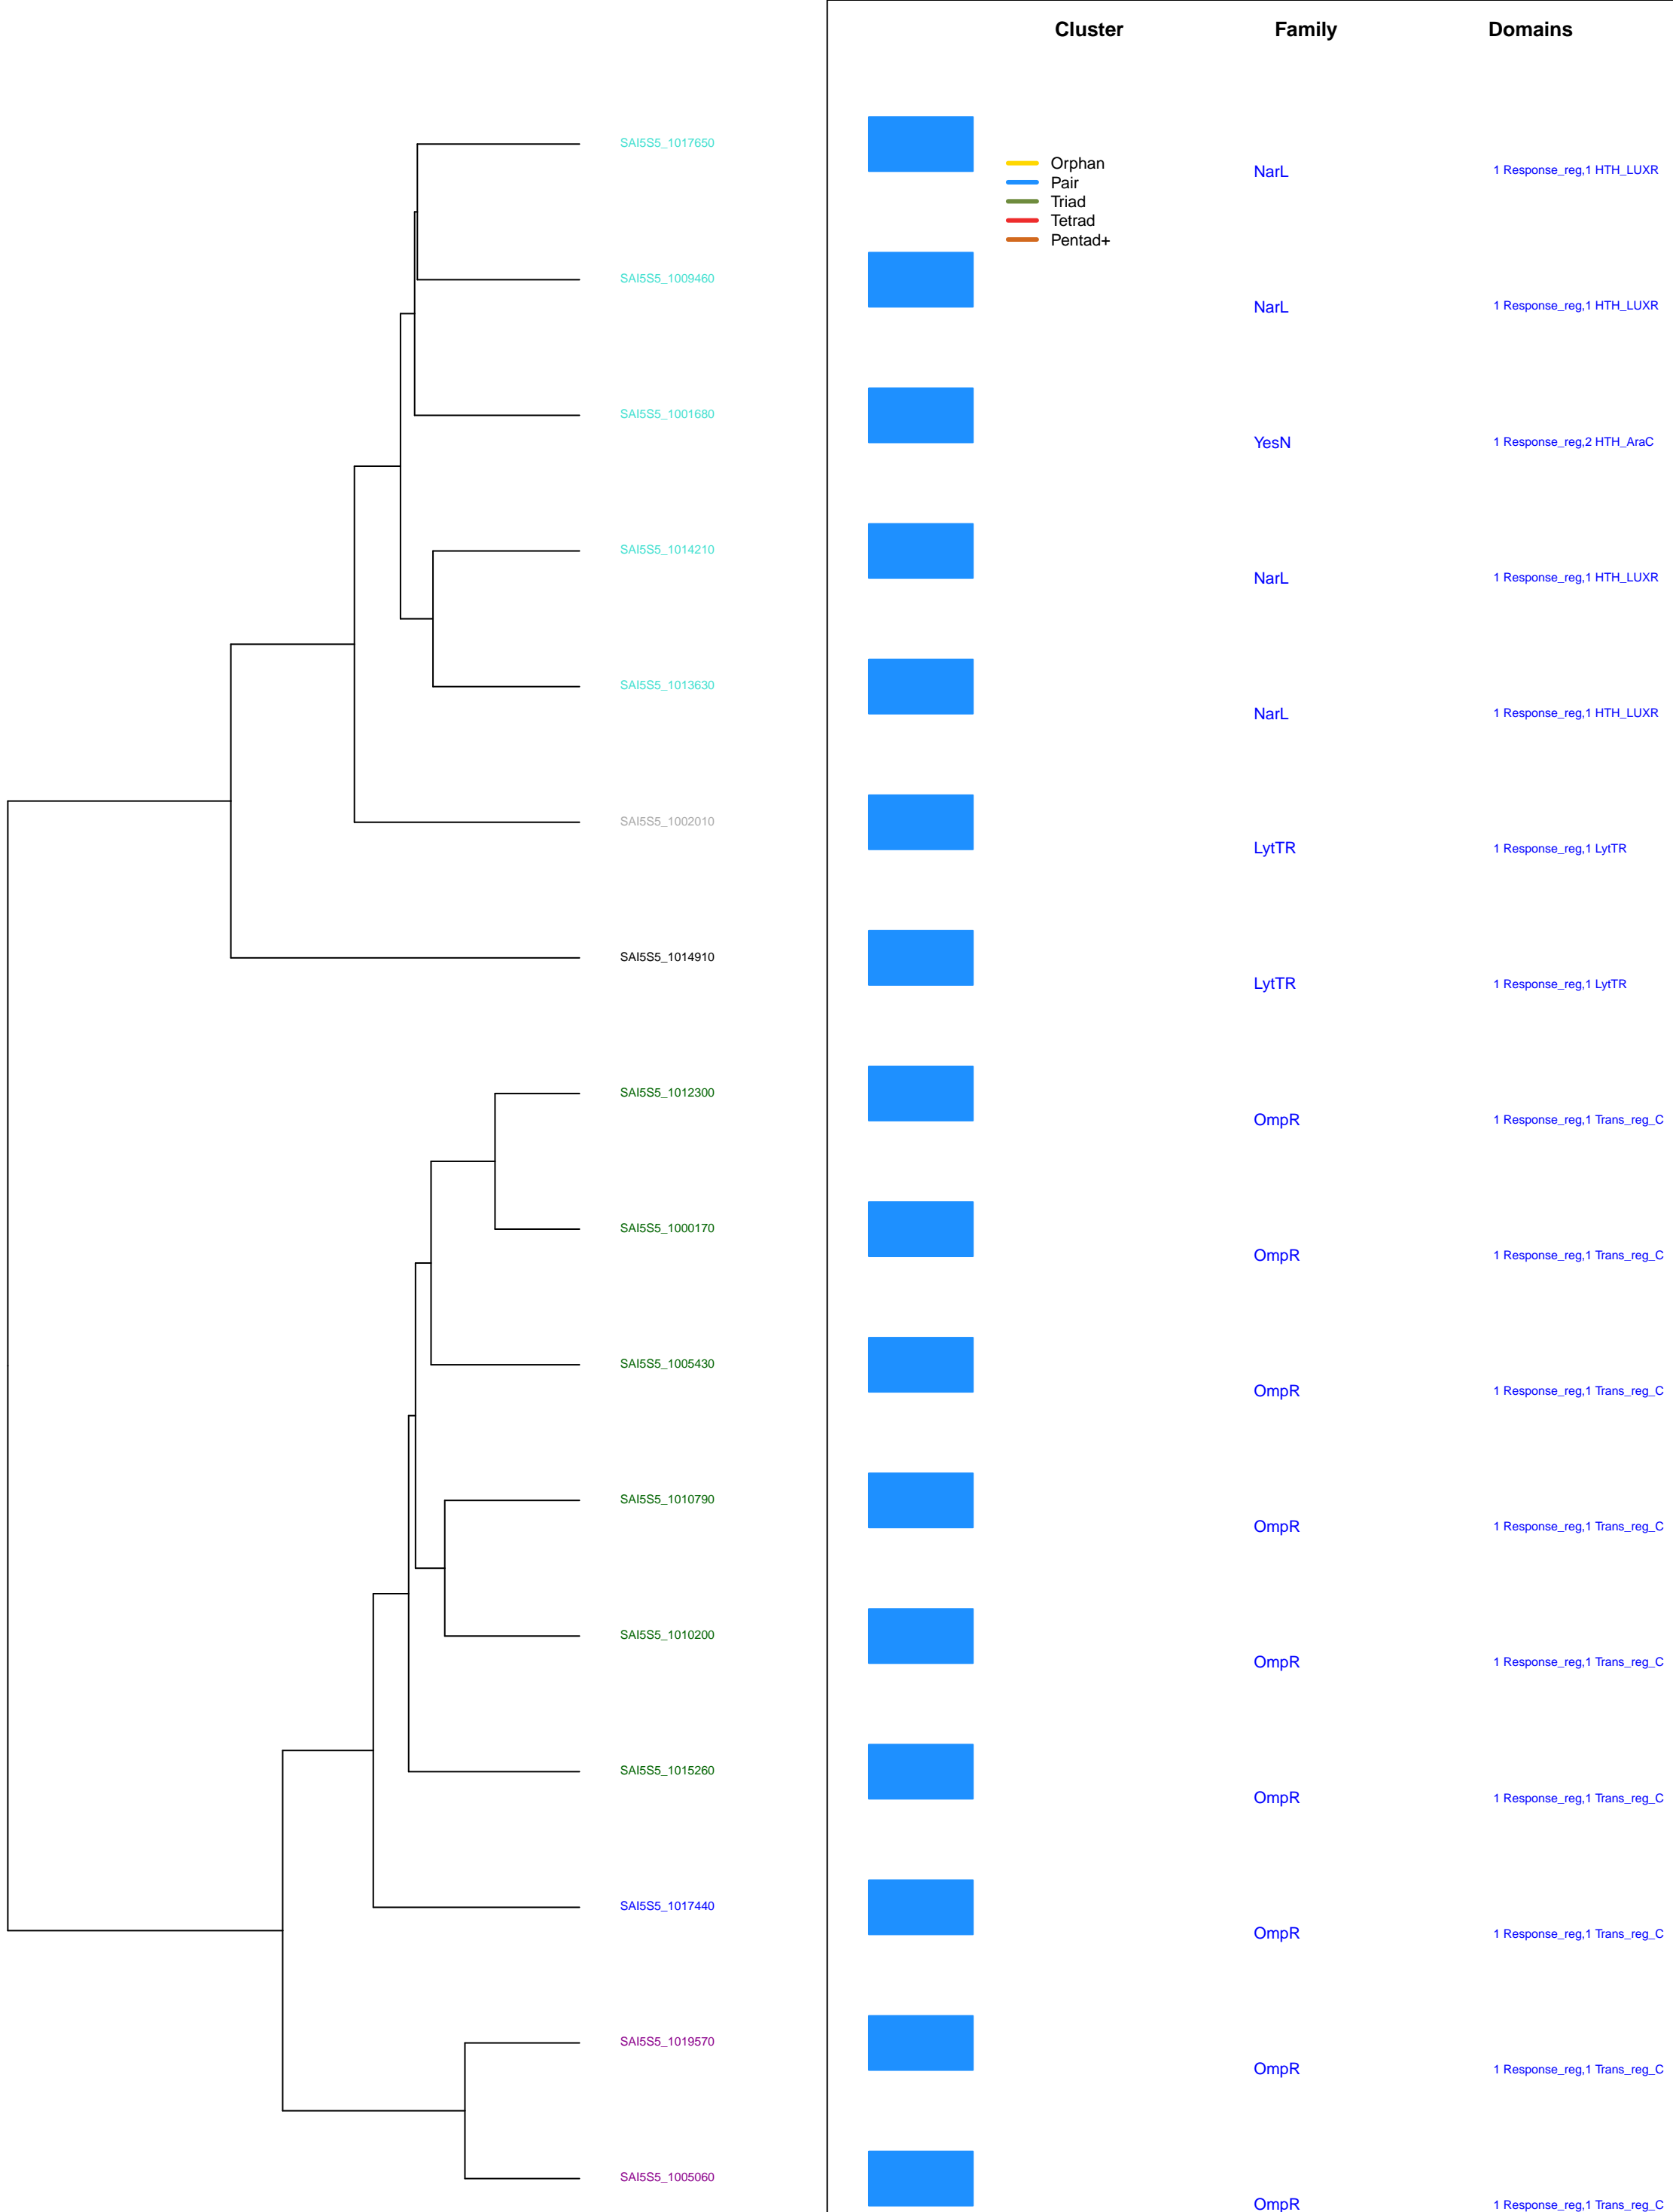 Cluster Family Domains
SAI5S5_1017650
Orphan
Pair
Triad
Tetrad
Pentad+
NarL 1 Response_reg,1 HTH_LUXR
SAI5S5_1009460
NarL 1 Response_reg,1 HTH_LUXR
SAI5S5_1001680
YesN 1 Response_reg,2 HTH_AraC
SAI5S5_1014210
NarL 1 Response_reg,1 HTH_LUXR
SAI5S5_1013630
NarL 1 Response_reg,1 HTH_LUXR
SAI5S5_1002010
LytTR 1 Response_reg,1 LytTR
SAI5S5_1014910
LytTR 1 Response_reg,1 LytTR
SAI5S5_1012300
OmpR 1 Response_reg,1 Trans_reg_C
SAI5S5_1000170
OmpR 1 Response_reg,1 Trans_reg_C
SAI5S5_1005430
OmpR 1 Response_reg,1 Trans_reg_C
SAI5S5_1010790
OmpR 1 Response_reg,1 Trans_reg_C
SAI5S5_1010200
OmpR 1 Response_reg,1 Trans_reg_C
SAI5S5_1015260
OmpR 1 Response_reg,1 Trans_reg_C
SAI5S5_1017440
OmpR 1 Response_reg,1 Trans_reg_C
SAI5S5_1019570
OmpR 1 Response_reg,1 Trans_reg_C
SAI5S5_1005060
OmpR 1 Response_reg,1 Trans_reg_C